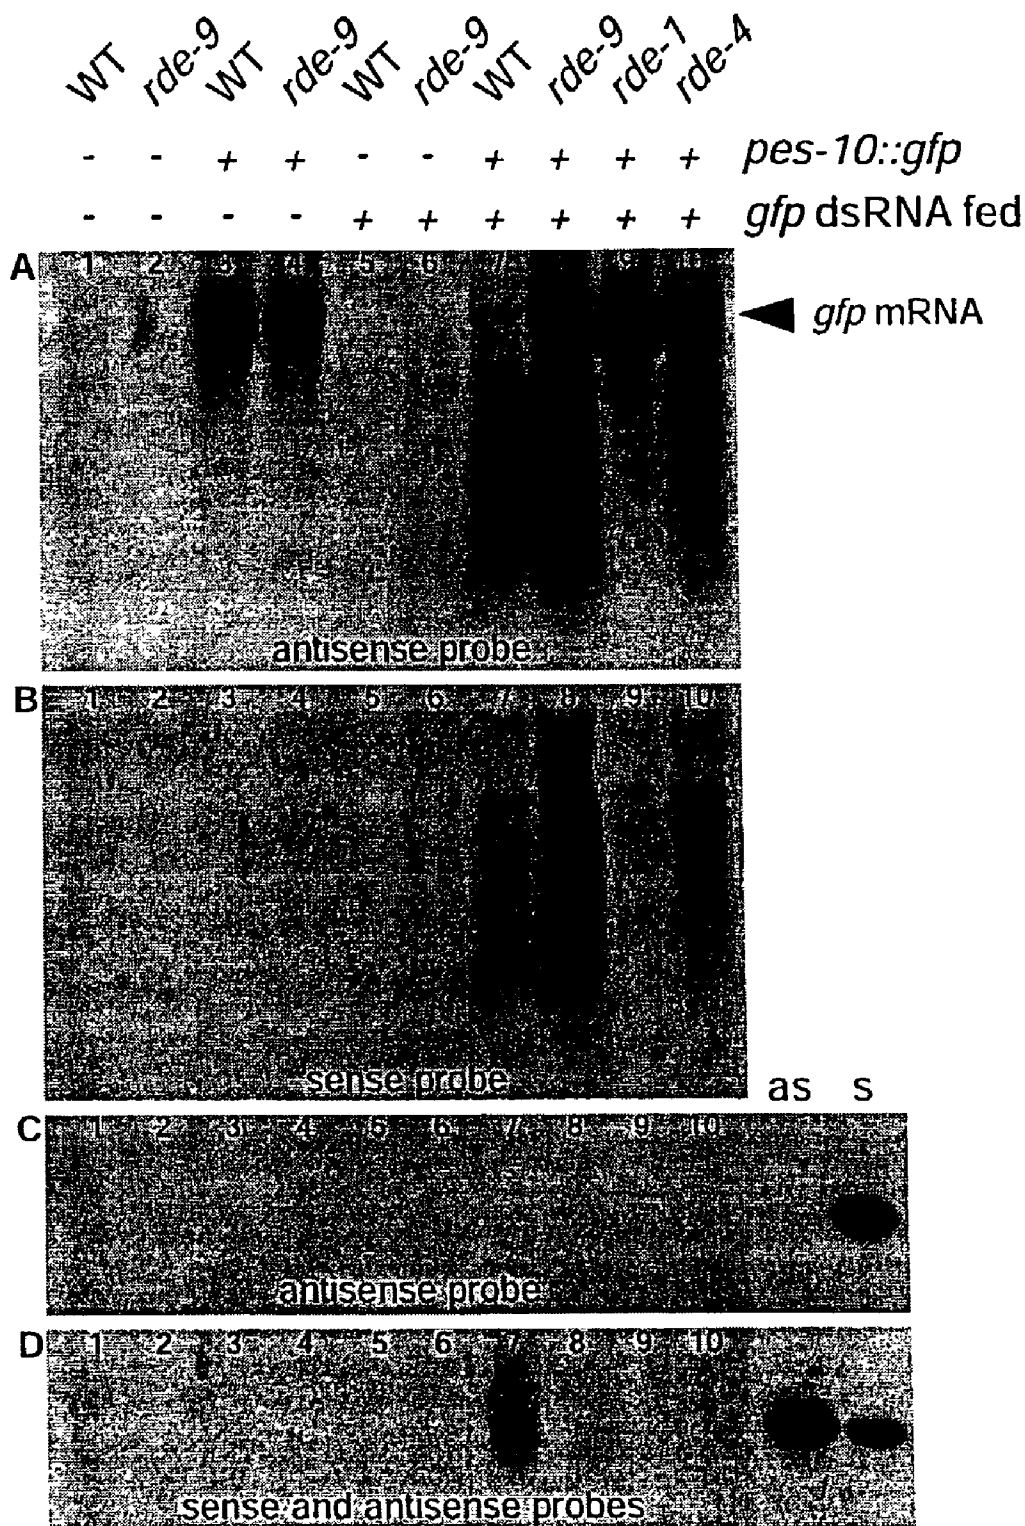 WT rde-9 WT rde-9 WT rde-9 WT rde-9 rde-1 rde-4
- - + + - - + + + + pes-10::gfp
- - - - + + + + + + gfp dsRNA fed
A 1 2 3 4 5 6 7 8 9 10
gfp mRNA
antisense probe
B 1 2 3 4 5 6 7 8 9 10
sense probe
as s
C 1 2 3 4 5 6 7 8 9 10
antisense probe
D 1 2 3 4 5 6 7 8 9 10
sense and antisense probes